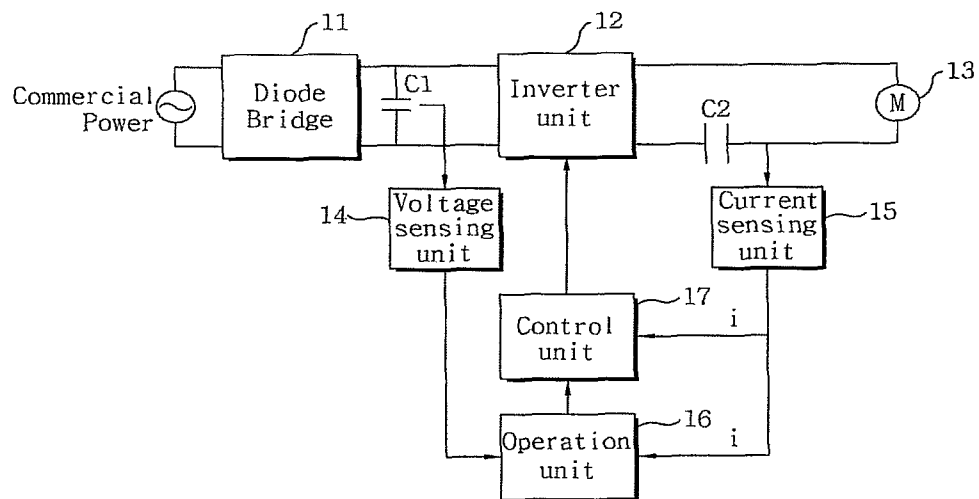 11
12
13
Commercial
Power
Diode
Bridge
C1
Inverter
unit
C2
M
14
Voltage
sensing
unit
Current
sensing
unit
15
17
Control
unit
i
16
Operation
unit
i